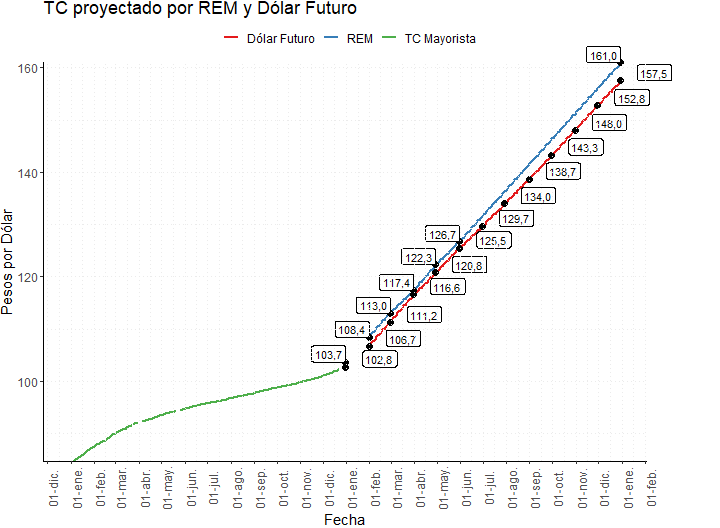 TC proyectado por REM y Dólar Futuro
Dólar Futuro REM TC Mayorista
Pesos por Dólar
160
140
120
100
161,0
157,5
152,8
148,0
143,3
138,7
134,0
129,7
126,7
125,5
122,3
120,8
117,4
116,6
113,0
111,2
108,4
106,7
103,7
102,8
01-dic.
01-ene.
01-feb.
01-mar.
01-abr.
01-may.
01-jun.
01-jul.
01-ago.
01-sep.
01-oct.
01-nov.
01-dic.
01-ene.
01-feb.
01-mar.
01-abr.
01-may.
01-jun.
01-jul.
01-ago.
01-sep.
01-oct.
01-nov.
01-dic.
01-ene.
01-feb.
Fecha